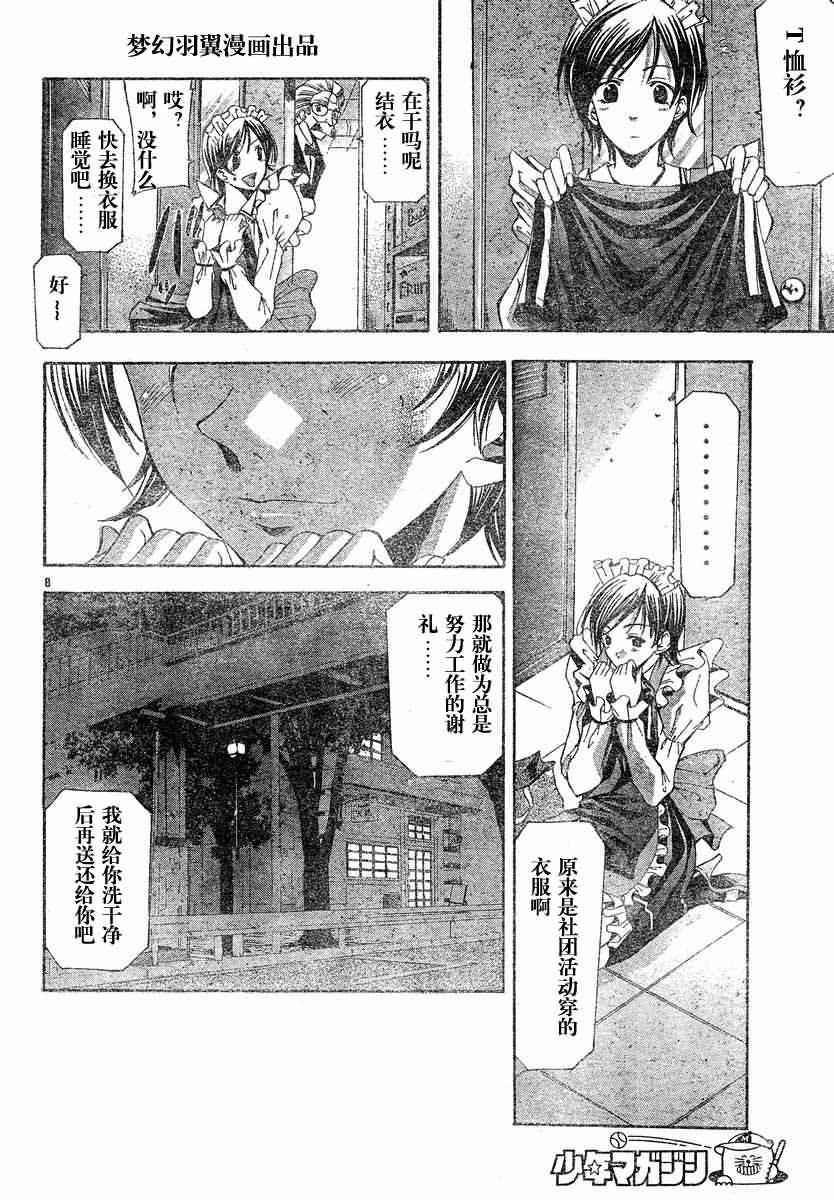 梦幻羽翼漫画出品
T恤衫？
在干吗呢
结衣……
哎？
啊，没什么
快去换衣服
睡觉吧……
好~
…………
原来是社团活动穿的
衣服啊
那就做为总是
努力工作的谢
礼……
我就给你洗干净
后再送还给你吧
FRUIT
8
少年マガジン